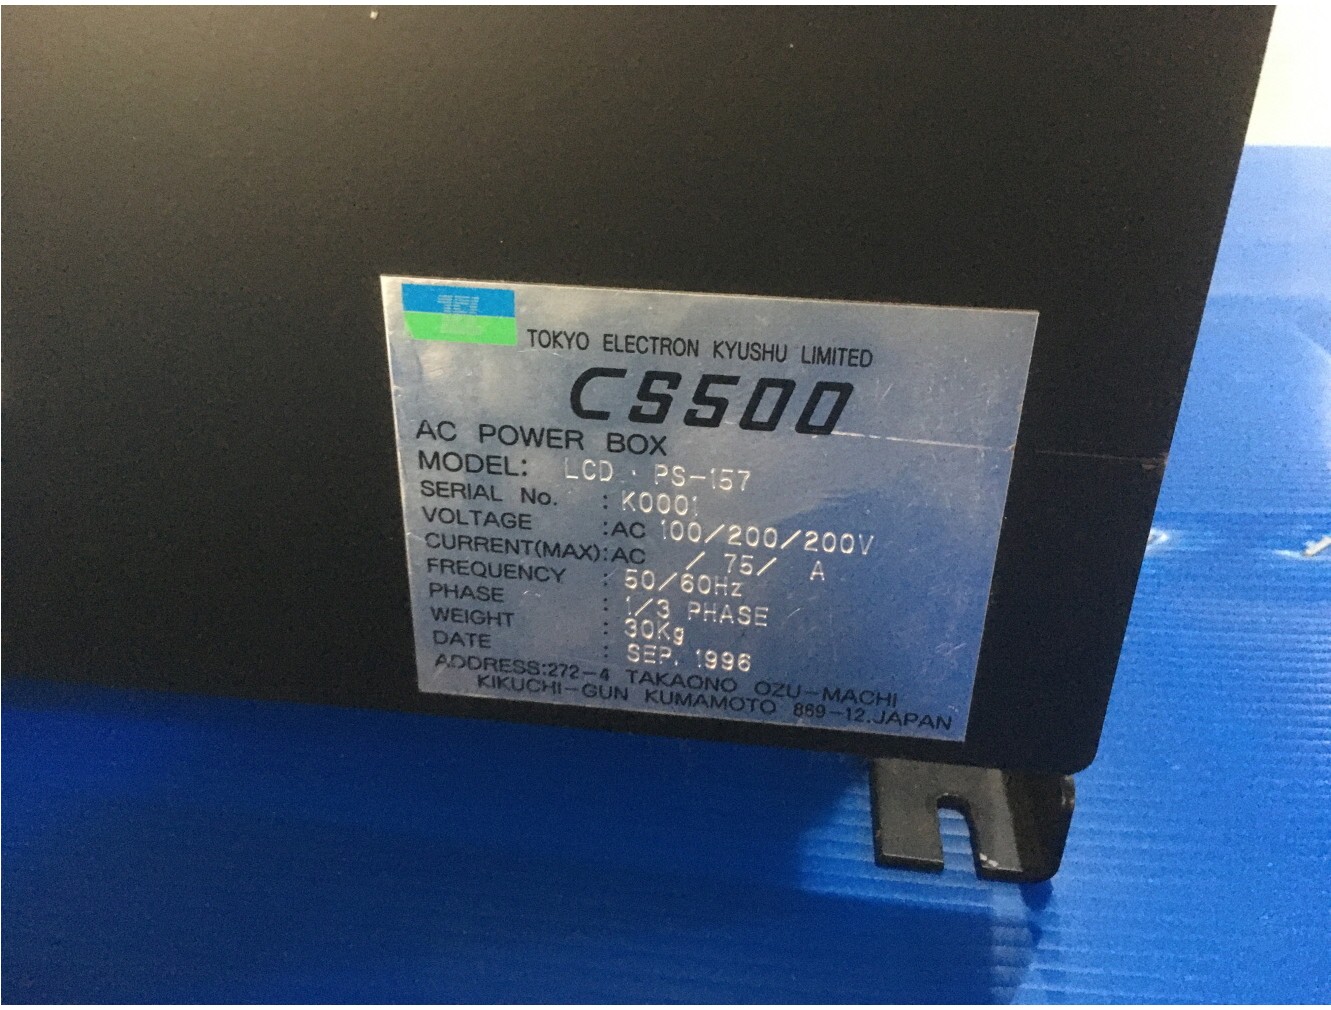 TOKYO ELECTRON KYUSHU LIMITED
CS500
AC POWER BOX
MODEL: LCD · PS-157
SERIAL No. : K0001
VOLTAGE :AC 100/200/200V
CURRENT(MAX):AC / 75/ A
FREQUENCY : 50/60Hz
PHASE : 1/3 PHASE
WEIGHT : 30Kg
DATE : SEP. 1996
ADDRESS:272-4 TAKAONO OZU-MACHI
KIKUCHI-GUN KUMAMOTO 869-12.JAPAN